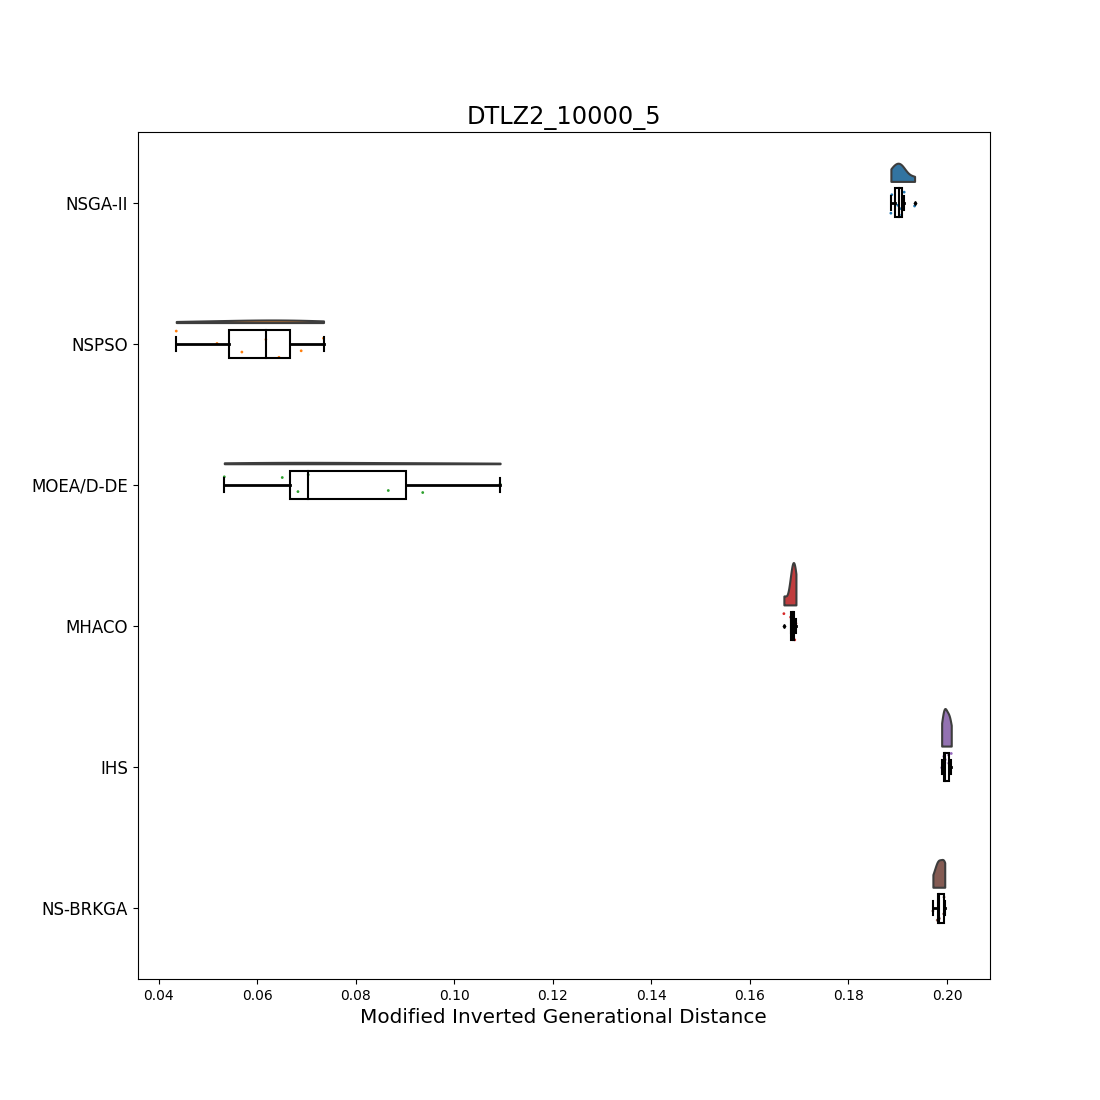 DTLZ2_10000_5
NSGA-II
NSPSO
MOEA/D-DE
MHACO
IHS
NS-BRKGA
0.04 0.06 0.08 0.10 0.12 0.14 0.16 0.18 0.20
Modified Inverted Generational Distance